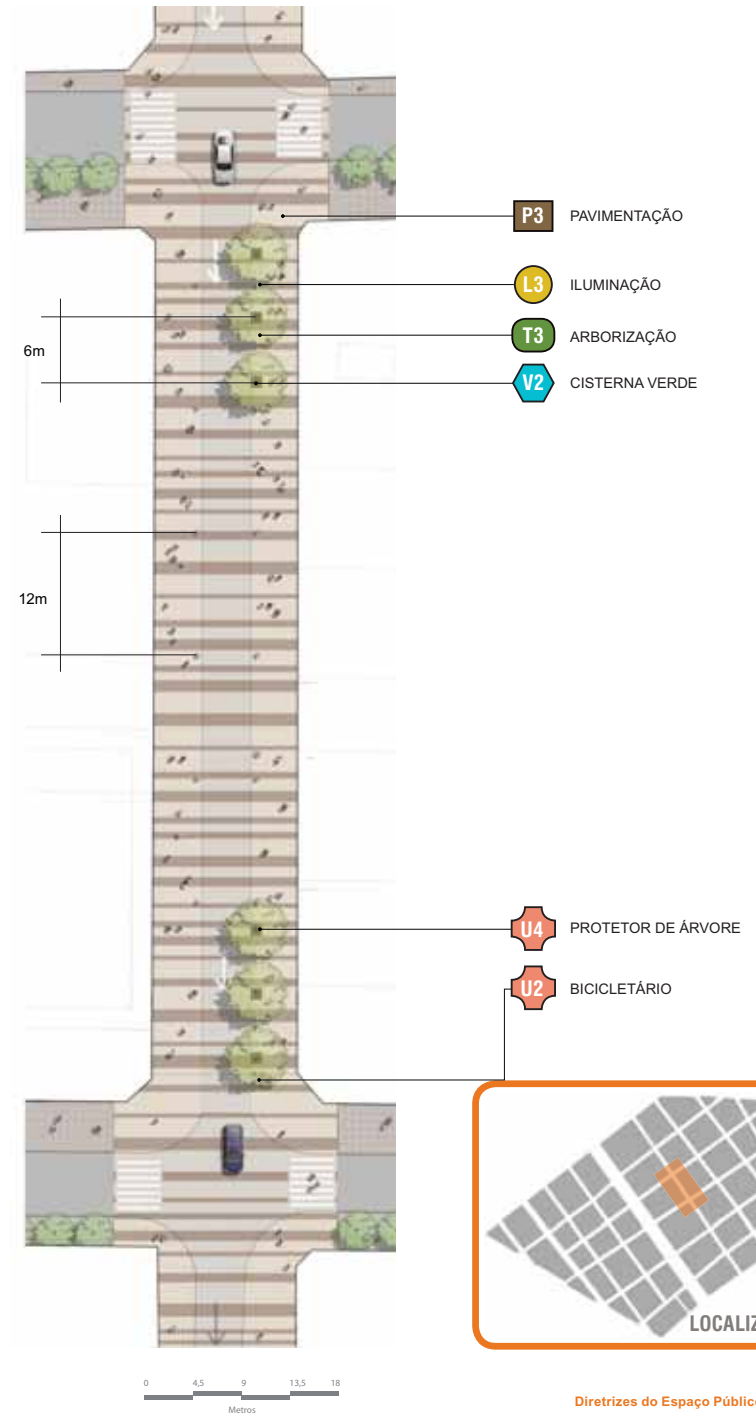 P3 PAVIMENTAÇÃO
L3 ILUMINAÇÃO
T3 ARBORIZAÇÃO
6m
V2 CISTERNA VERDE
12m
U4 PROTETOR DE ÁRVORE
U2 BICICLETÁRIO
LOCALIZ
0 4,5 9 13,5 18
Metros
Diretrizes do Espaço Público